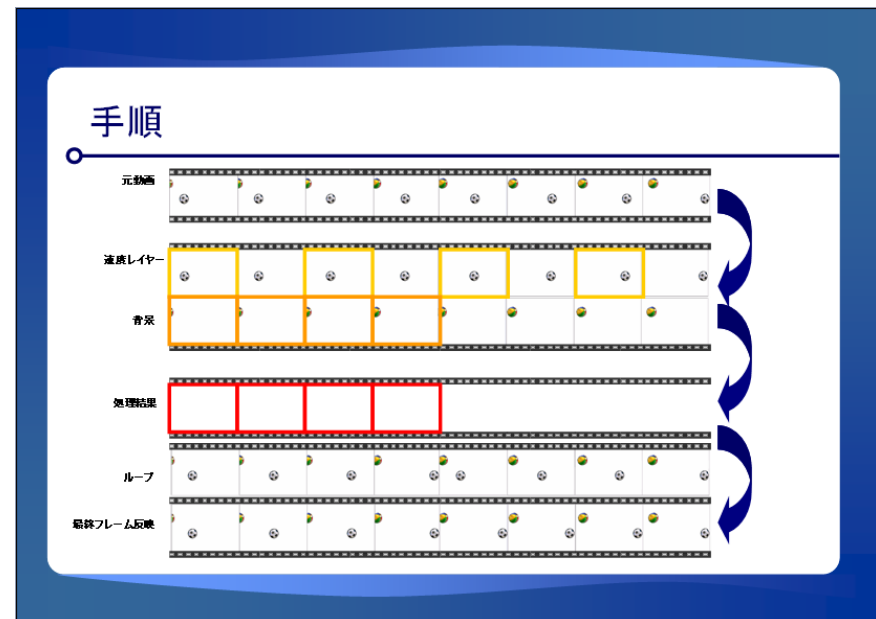 手順
元動画
速度レイヤー
背景
処理結果
ループ
最終フレーム反映